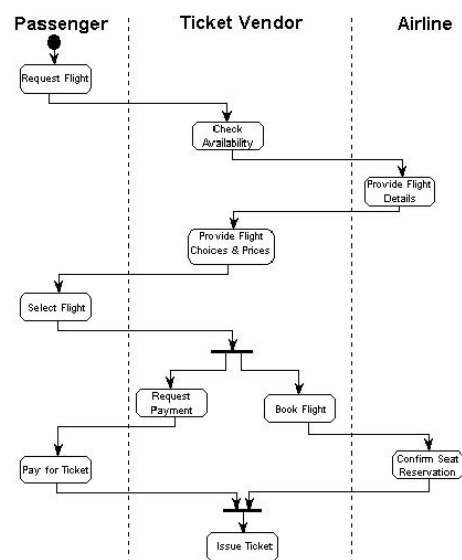 Passenger
Ticket Vendor
Airline
Request Flight
Check
Availability
Provide Flight
Details
Provide Flight
Choices & Prices
Select Flight
Request
Payment
Book Flight
Pay for Ticket
Confirm Seat
Reservation
Issue Ticket